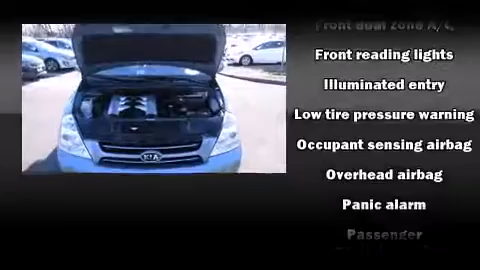 Front dual zone A/C,
Front reading lights
Illuminated entry
Low tire pressure warning
Occupant sensing airbag
Overhead airbag
Panic alarm
Passenger
KIA